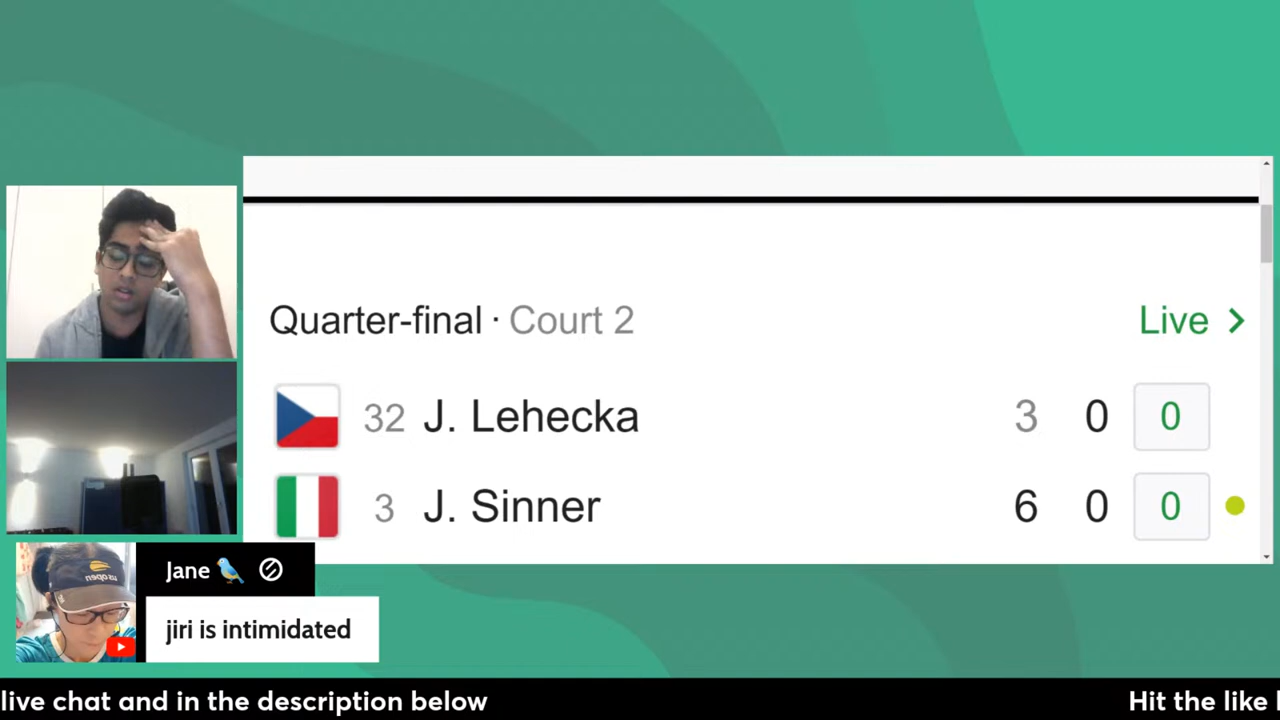 Quarter-final · Court 2
Live >
32 J. Lehecka 3 0 0
3 J. Sinner 6 0 0
Jane 🐦
jiri is intimidated
live chat and in the description below
Hit the like